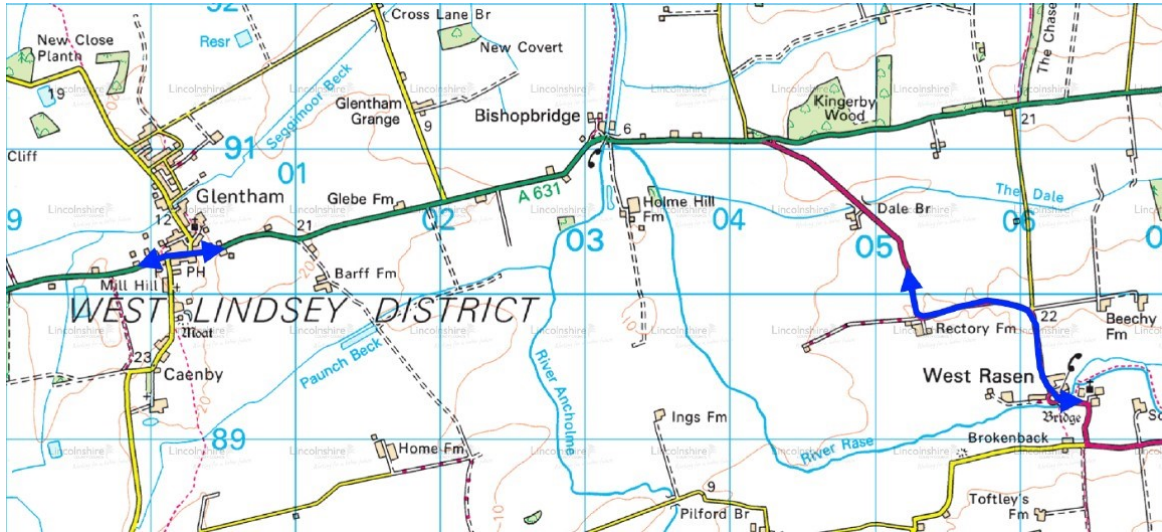 92
Cross Lane Br
New Close
Plantn
Resr
New Covert
The Chase
19
Seggimoor Beck
Glentham
Grange
9
Bishopbridge
6
Kingerby
Wood
21
Cliff
91
01
Glentham
A 631
Holme Hill
Fm
The Dale
9
12
Glebe Fm
02
04
Dale Br
06
21
03
05
0
PH
Mill Hill
Barff Fm
WEST LINDSEY DISTRICT
Moat
Rectory Fm
22
Beechy
Fm
23
Caenby
Paunch Beck
River Ancholme
West Rasen
Bridge
89
Ings Fm
River Rase
Brokenback
Home Fm
9
Pilford Br
Toftley's
Fm
Lincolnshire